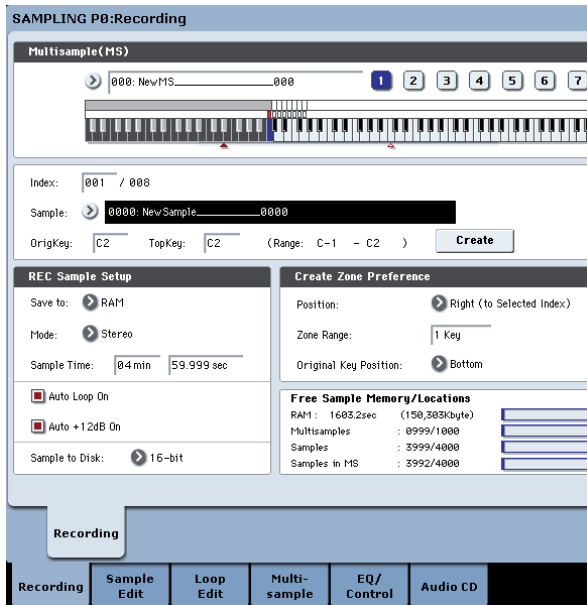 SAMPLING P0:Recording
Multisample(MS)
000: NewMS____________000
1 2 3 4 5 6 7
Index: 001 / 008
Sample: 0000: NewSample__________0000
OrigKey: C2 TopKey: C2 (Range: C-1 - C2 ) Create
REC Sample Setup
Save to: RAM
Mode: Stereo
Sample Time: 04 min 59.999 sec
Auto Loop On
Auto +12dB On
Sample to Disk: 16-bit
Create Zone Preference
Position: Right (to Selected Index)
Zone Range: 1 Key
Original Key Position: Bottom
Free Sample Memory/Locations
RAM : 1603.2sec (150,303Kbyte)
Multisamples : 0999/1000
Samples : 3999/4000
Samples in MS : 3992/4000
Recording
Recording
Sample Edit
Loop Edit
Multi-sample
EQ/ Control
Audio CD